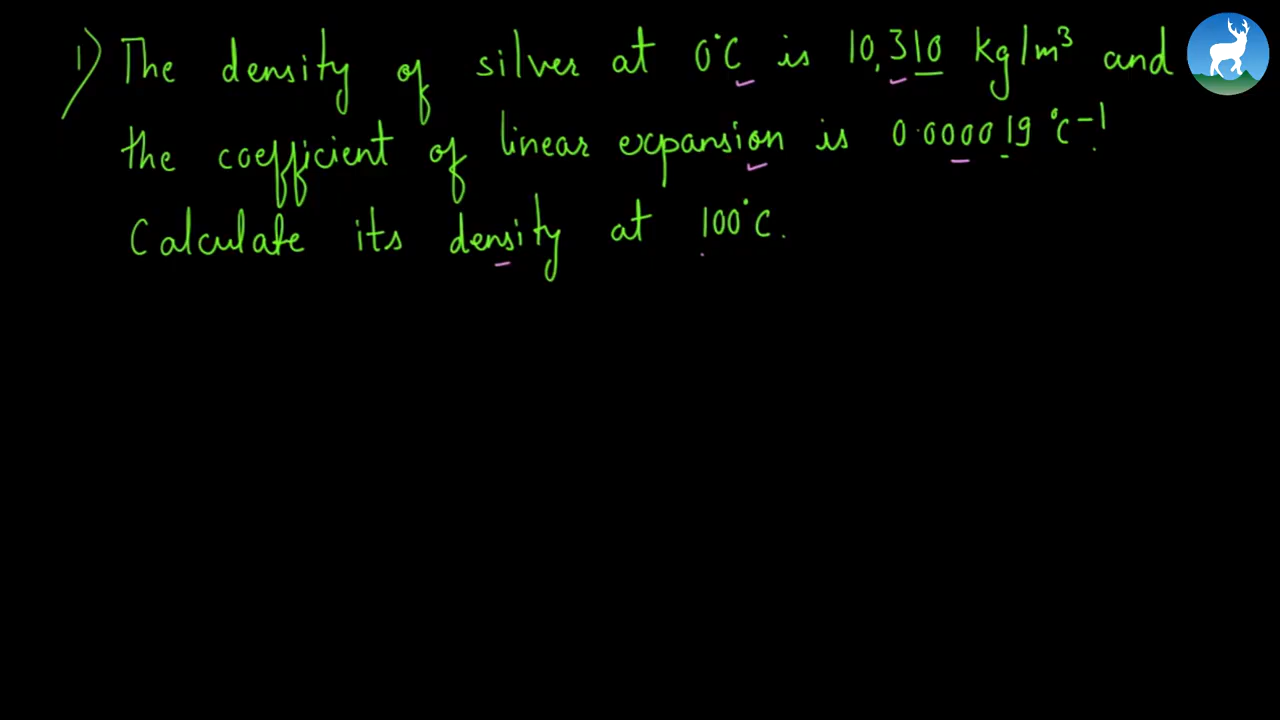 1) The density of silver at 0°C is 10,310 kg/m³ and
the coefficient of linear expansion is 0.000019 °C⁻¹
Calculate its density at 100°C.